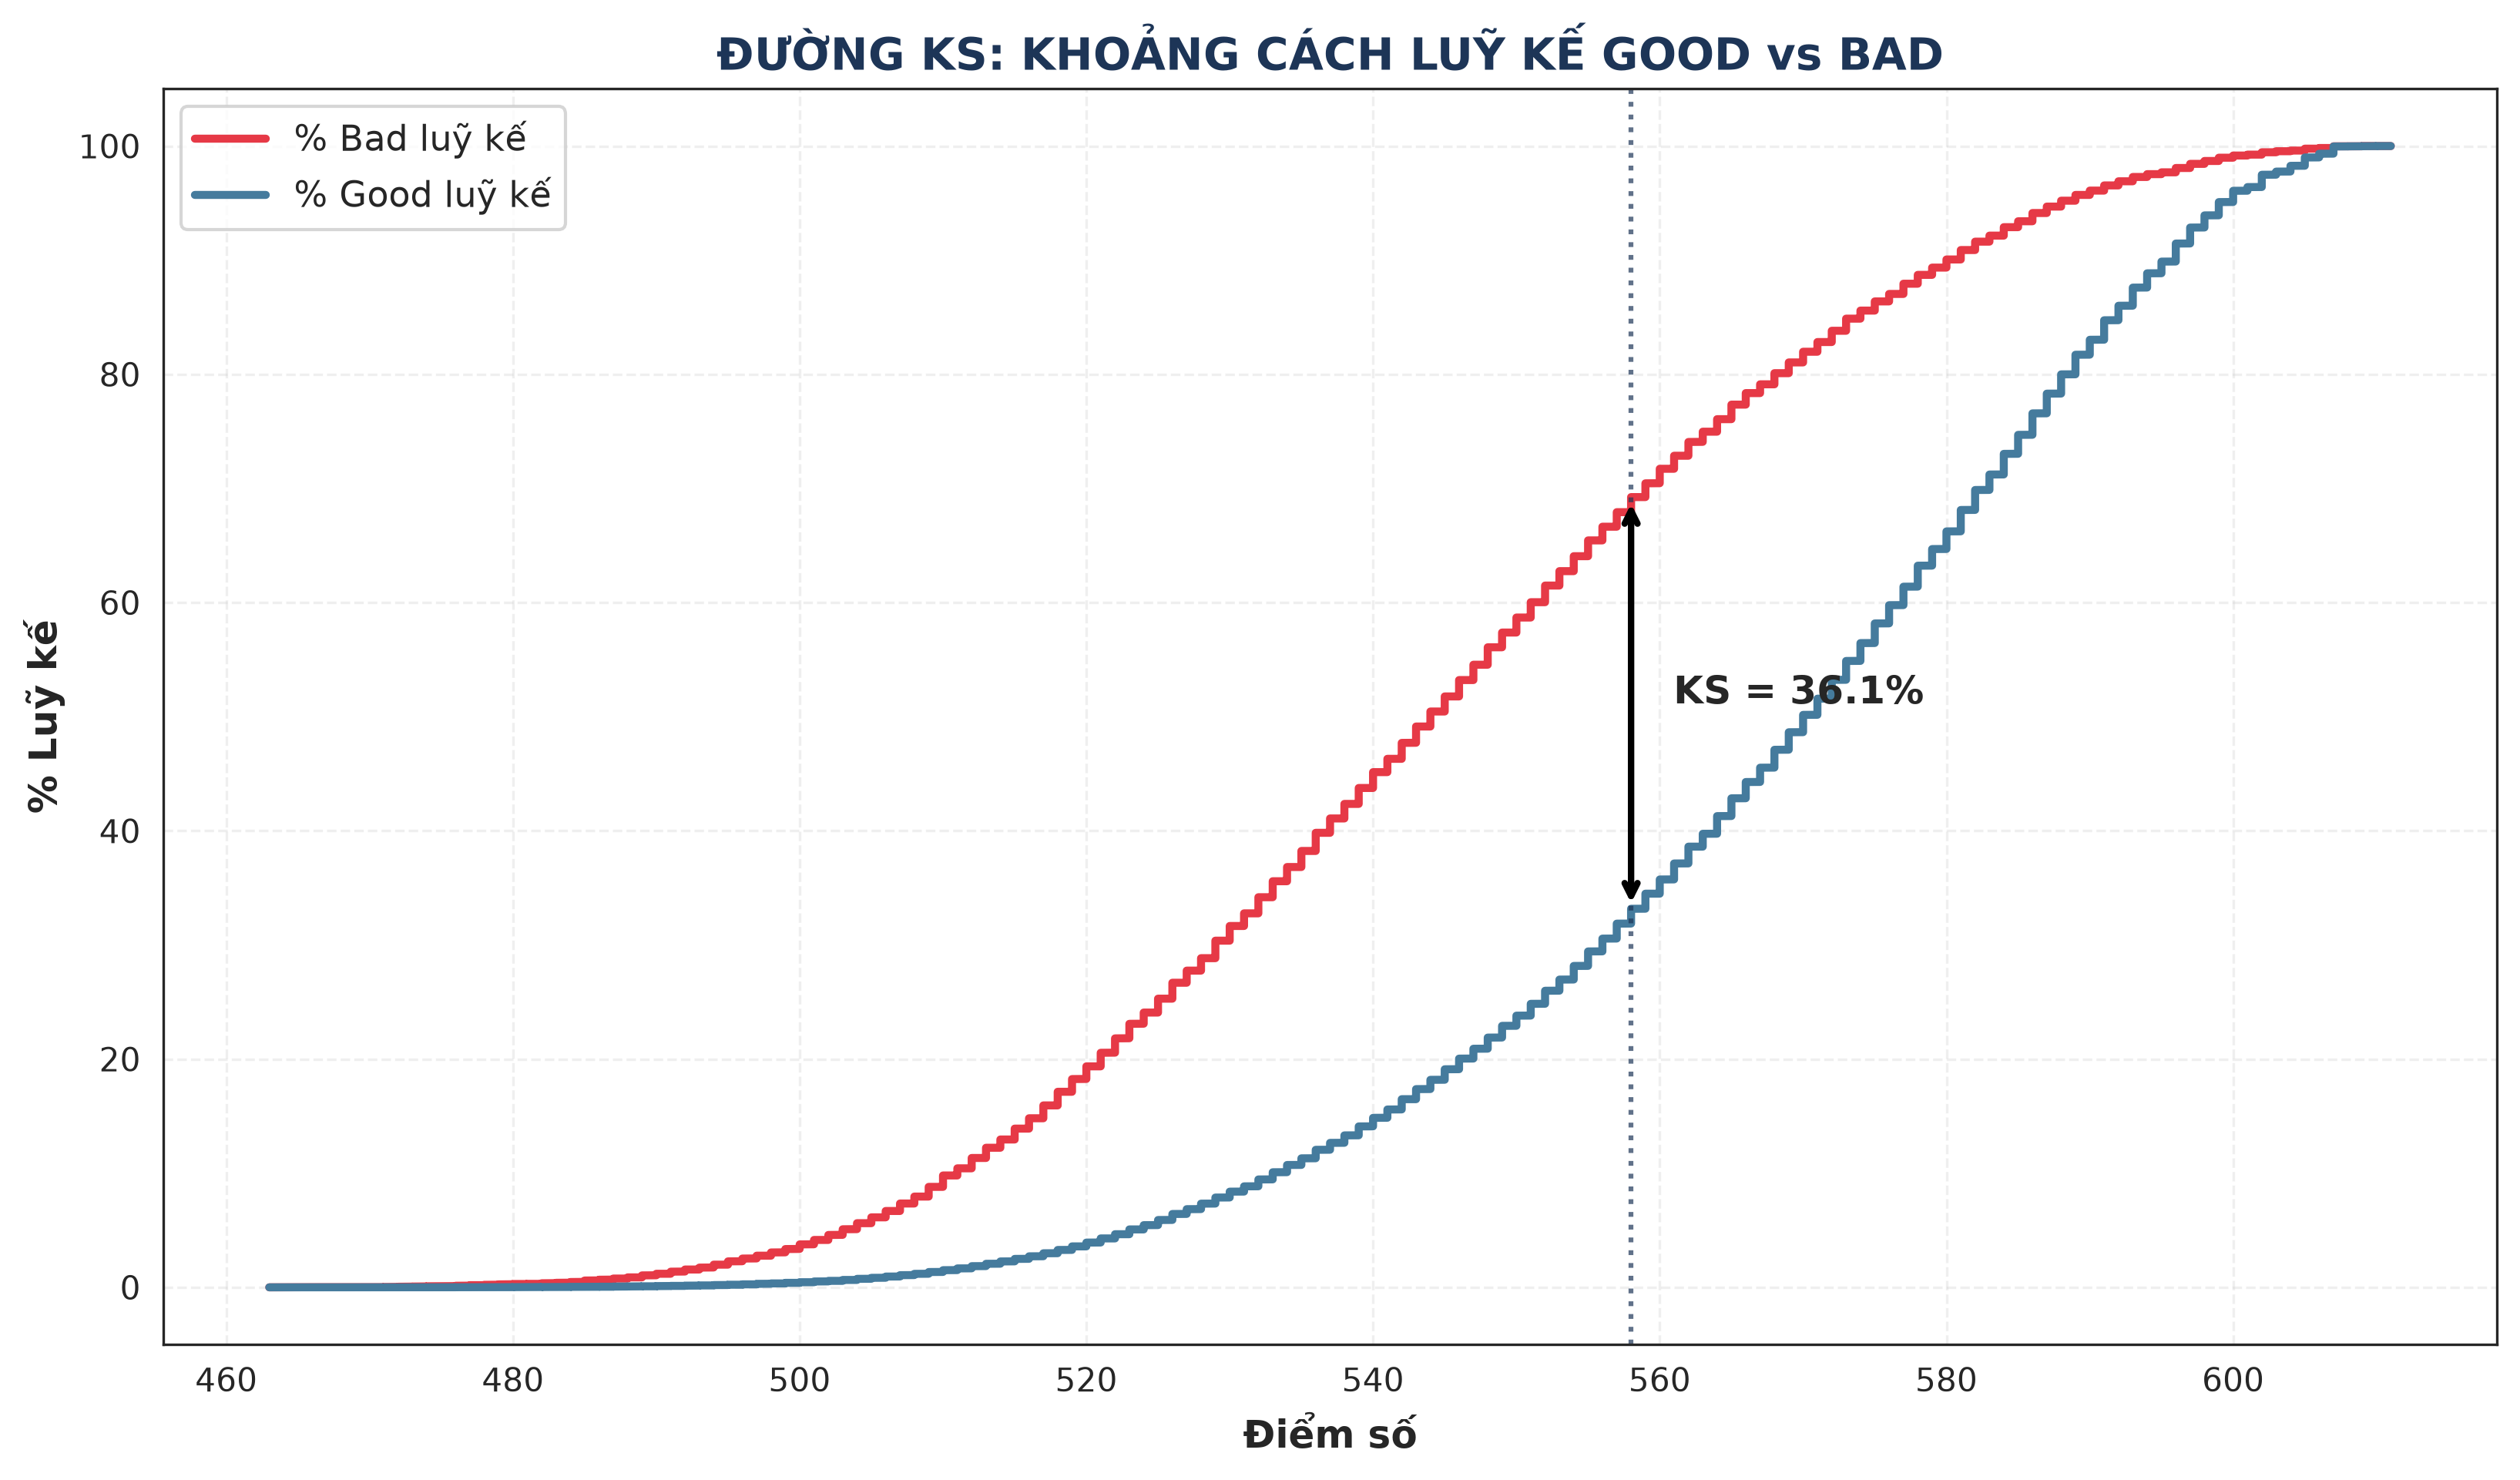 ĐƯỜNG KS: KHOẢNG CÁCH LUỸ KẾ GOOD vs BAD
% Bad luỹ kế
% Good luỹ kế
% Luỹ kế
100
80
60
40
20
0
KS = 36.1%
460 480 500 520 540 560 580 600
Điểm số